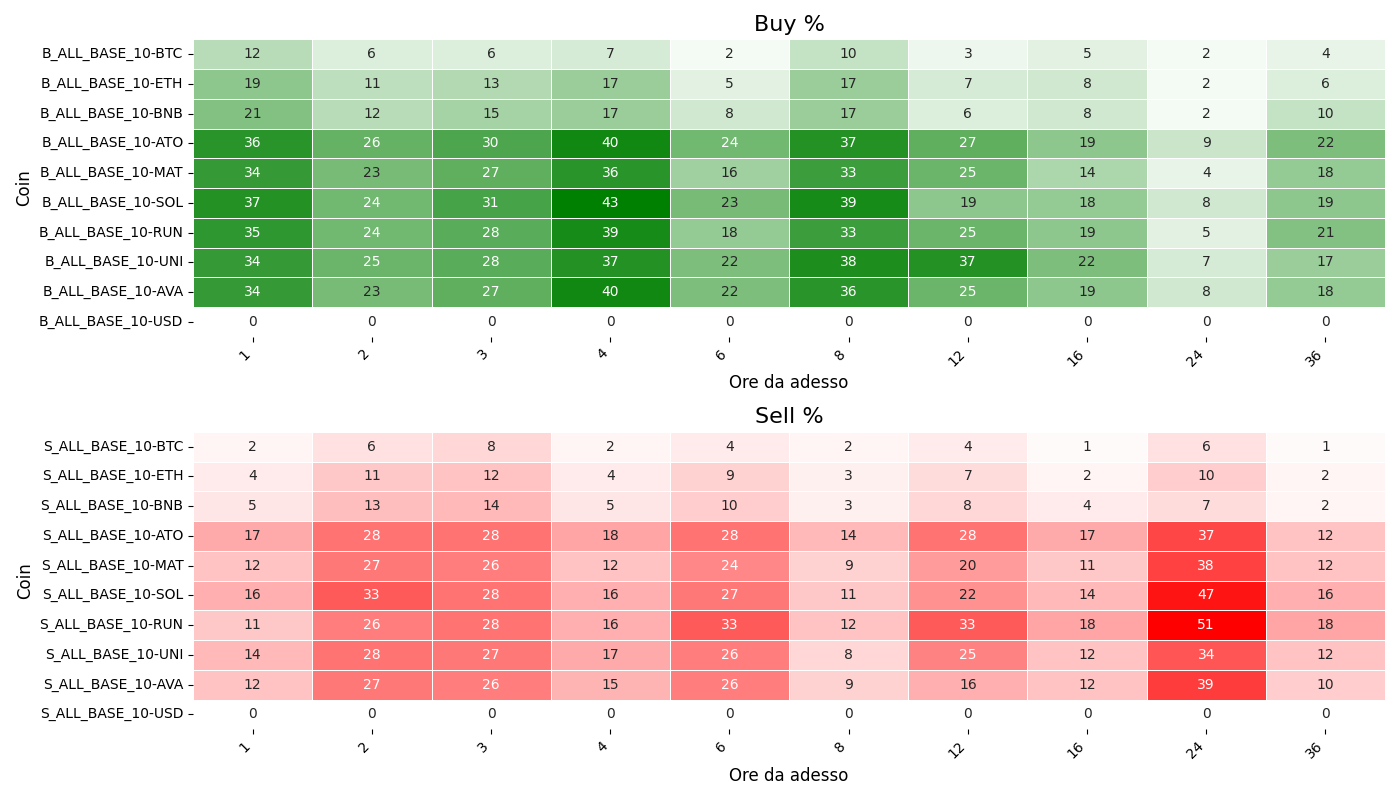 Buy %
Coin
B_ALL_BASE_10-BTC 12 6 6 7 2 10 3 5 2 4
B_ALL_BASE_10-ETH 19 11 13 17 5 17 7 8 2 6
B_ALL_BASE_10-BNB 21 12 15 17 8 17 6 8 2 10
B_ALL_BASE_10-ATO 36 26 30 40 24 37 27 19 9 22
B_ALL_BASE_10-MAT 34 23 27 36 16 33 25 14 4 18
B_ALL_BASE_10-SOL 37 24 31 43 23 39 19 18 8 19
B_ALL_BASE_10-RUN 35 24 28 39 18 33 25 19 5 21
B_ALL_BASE_10-UNI 34 25 28 37 22 38 37 22 7 17
B_ALL_BASE_10-AVA 34 23 27 40 22 36 25 19 8 18
B_ALL_BASE_10-USD 0 0 0 0 0 0 0 0 0 0
1 2 3 4 6 8 12 16 24 36
Ore da adesso
Sell %
Coin
S_ALL_BASE_10-BTC 2 6 8 2 4 2 4 1 6 1
S_ALL_BASE_10-ETH 4 11 12 4 9 3 7 2 10 2
S_ALL_BASE_10-BNB 5 13 14 5 10 3 8 4 7 2
S_ALL_BASE_10-ATO 17 28 28 18 28 14 28 17 37 12
S_ALL_BASE_10-MAT 12 27 26 12 24 9 20 11 38 12
S_ALL_BASE_10-SOL 16 33 28 16 27 11 22 14 47 16
S_ALL_BASE_10-RUN 11 26 28 16 33 12 33 18 51 18
S_ALL_BASE_10-UNI 14 28 27 17 26 8 25 12 34 12
S_ALL_BASE_10-AVA 12 27 26 15 26 9 16 12 39 10
S_ALL_BASE_10-USD 0 0 0 0 0 0 0 0 0 0
1 2 3 4 6 8 12 16 24 36
Ore da adesso